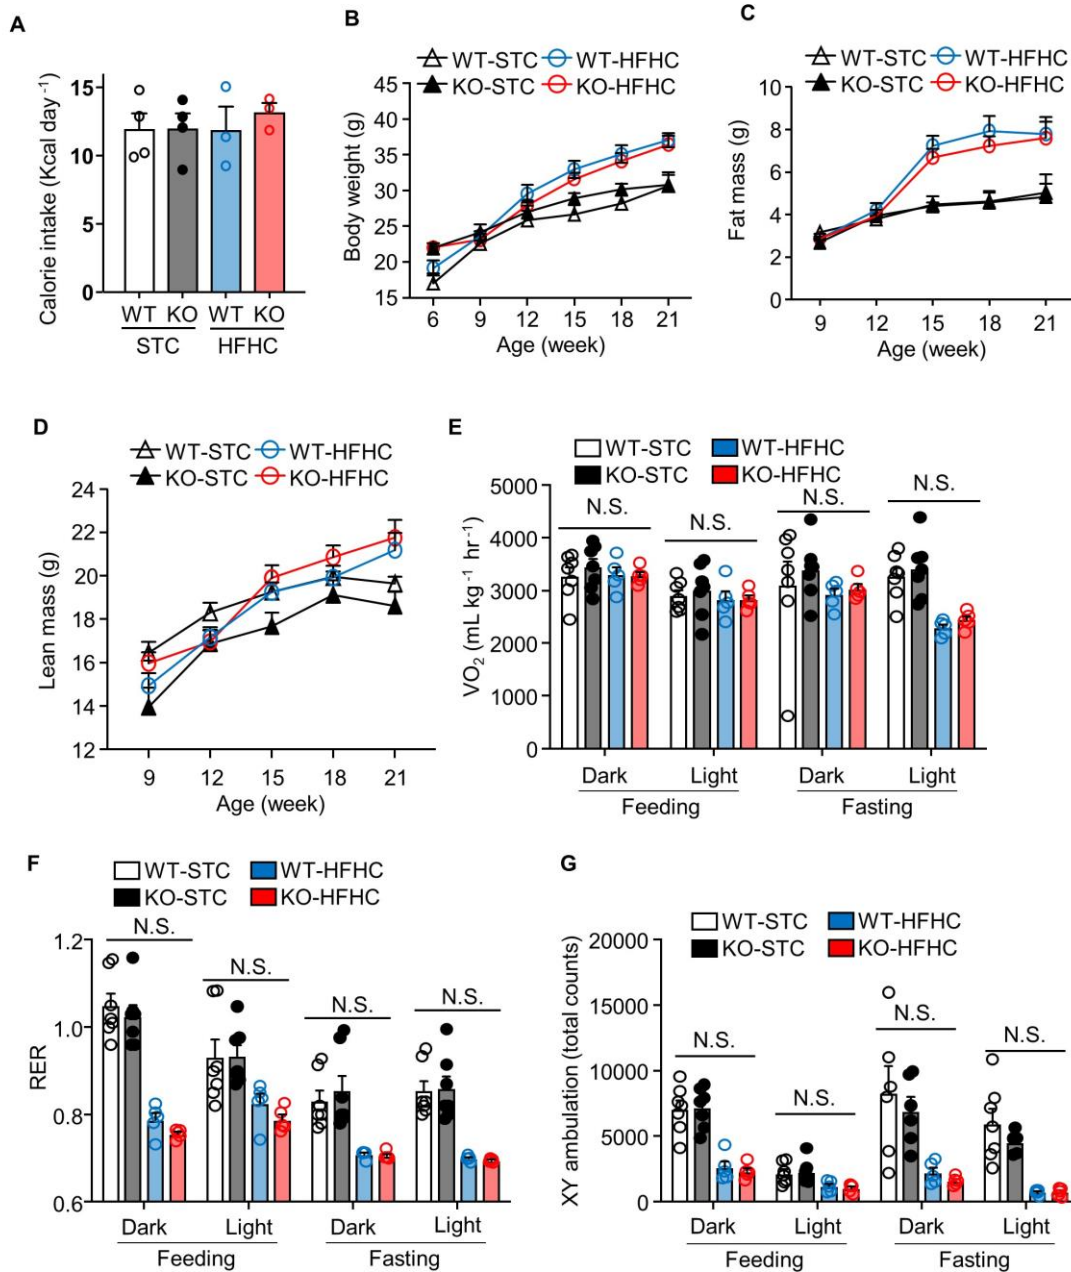 A
Calorie intake (Kcal day⁻¹)
15
10
5
0
WT KO WT KO
STC HFHC
B
WT-STC WT-HFHC
KO-STC KO-HFHC
Body weight (g)
45
40
35
30
25
20
15
6 9 12 15 18 21
Age (week)
C
WT-STC WT-HFHC
KO-STC KO-HFHC
Fat mass (g)
10
8
6
4
2
0
9 12 15 18 21
Age (week)
D
WT-STC WT-HFHC
KO-STC KO-HFHC
Lean mass (g)
24
22
20
18
16
14
12
9 12 15 18 21
Age (week)
E
WT-STC WT-HFHC
KO-STC KO-HFHC
VO₂ (mL kg⁻¹ hr⁻¹)
5000
4000
3000
2000
1000
0
N.S. N.S. N.S. N.S.
Dark Light Dark Light
Feeding Fasting
F
WT-STC WT-HFHC
KO-STC KO-HFHC
RER
1.2
1.0
0.8
0.6
N.S. N.S. N.S. N.S.
Dark Light Dark Light
Feeding Fasting
G
WT-STC WT-HFHC
KO-STC KO-HFHC
XY ambulation (total counts)
20000
15000
10000
5000
0
N.S. N.S. N.S. N.S.
Dark Light Dark Light
Feeding Fasting